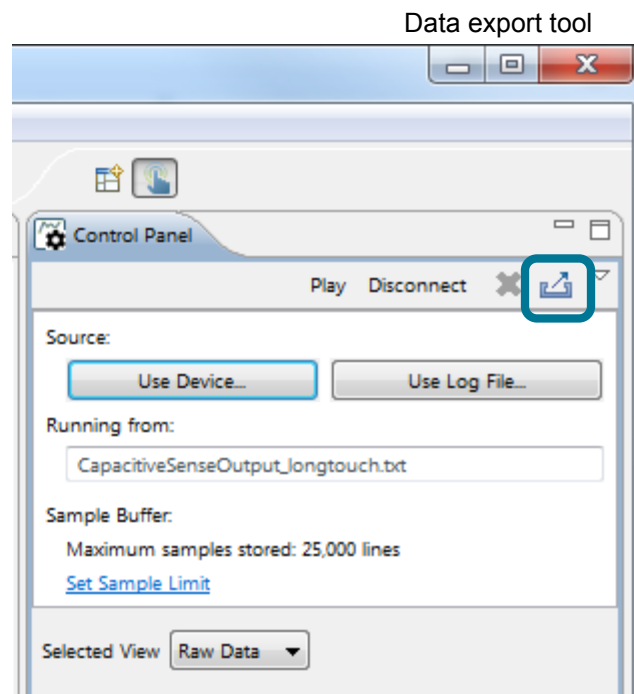 Data export tool
Control Panel
Play Disconnect
Source:
Use Device... Use Log File...
Running from:
CapacitiveSenseOutput_longtouch.txt
Sample Buffer:
Maximum samples stored: 25,000 lines
Set Sample Limit
Selected View Raw Data